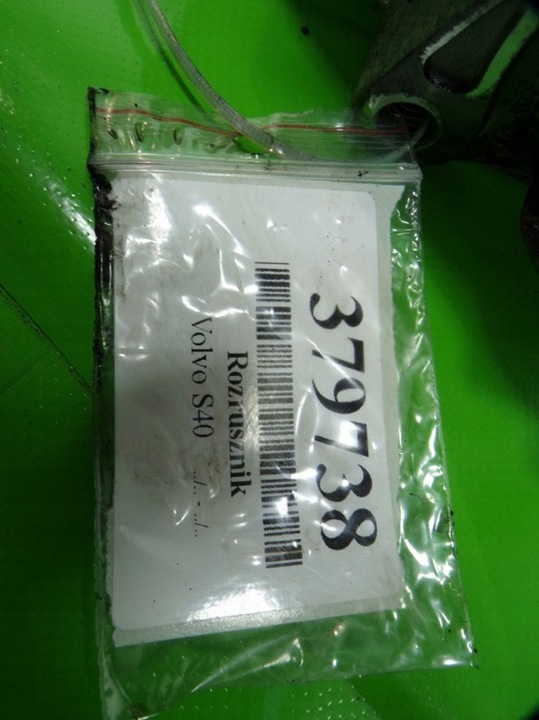 379738
Rozrusznik
Volvo S40 ../.. - ../..